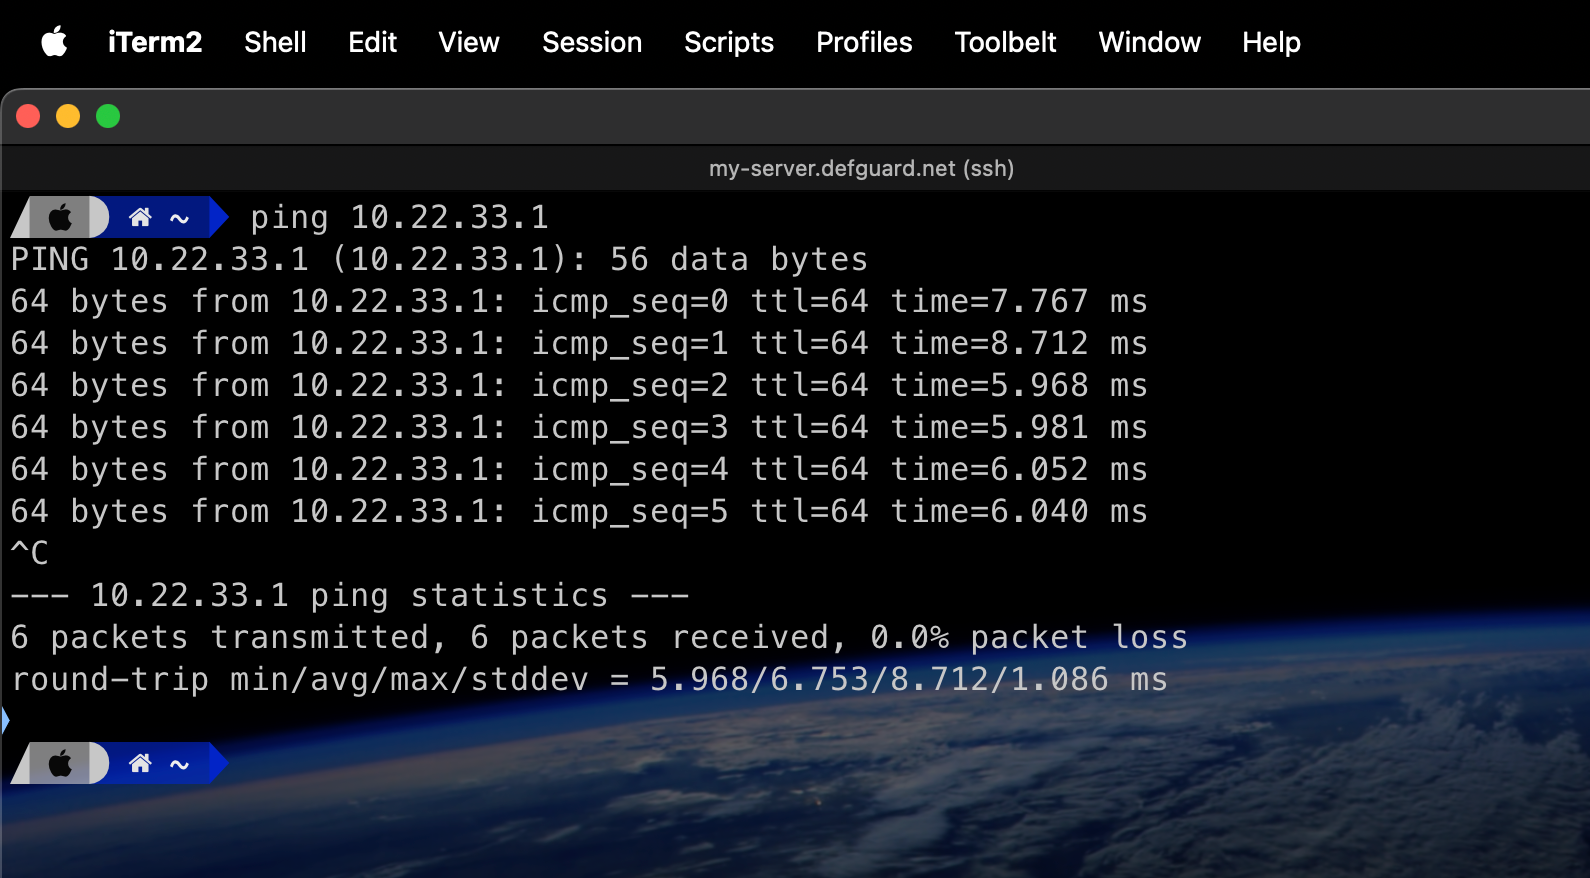 iTerm2 Shell Edit View Session Scripts Profiles Toolbelt Window Help
my-server.defguard.net (ssh)
~ ping 10.22.33.1
PING 10.22.33.1 (10.22.33.1): 56 data bytes
64 bytes from 10.22.33.1: icmp_seq=0 ttl=64 time=7.767 ms
64 bytes from 10.22.33.1: icmp_seq=1 ttl=64 time=8.712 ms
64 bytes from 10.22.33.1: icmp_seq=2 ttl=64 time=5.968 ms
64 bytes from 10.22.33.1: icmp_seq=3 ttl=64 time=5.981 ms
64 bytes from 10.22.33.1: icmp_seq=4 ttl=64 time=6.052 ms
64 bytes from 10.22.33.1: icmp_seq=5 ttl=64 time=6.040 ms
^C
--- 10.22.33.1 ping statistics ---
6 packets transmitted, 6 packets received, 0.0% packet loss
round-trip min/avg/max/stddev = 5.968/6.753/8.712/1.086 ms
~